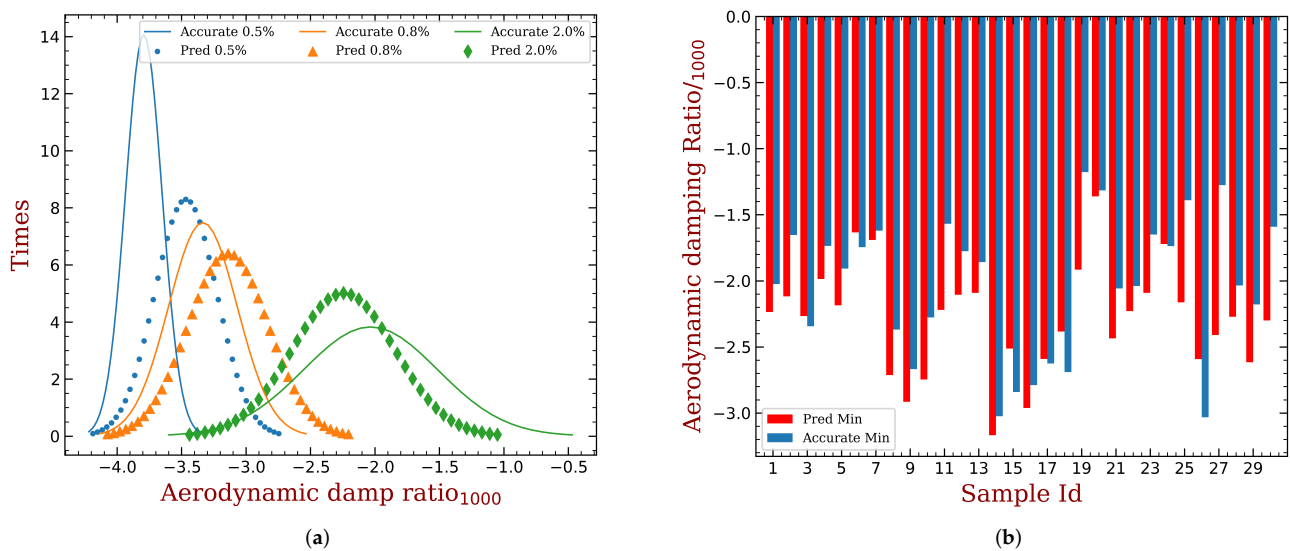 Accurate 0.5%
Pred 0.5%
Accurate 0.8%
Pred 0.8%
Accurate 2.0%
Pred 2.0%
14
12
10
8
6
4
2
0
Times
−4.0 −3.5 −3.0 −2.5 −2.0 −1.5 −1.0 −0.5
Aerodynamic damp ratio1000
(a)
0.0
−0.5
−1.0
−1.5
−2.0
−2.5
−3.0
Aerodynamic damping Ratio/1000
Pred Min
Accurate Min
1 3 5 7 9 11 13 15 17 19 21 23 25 27 29
Sample Id
(b)